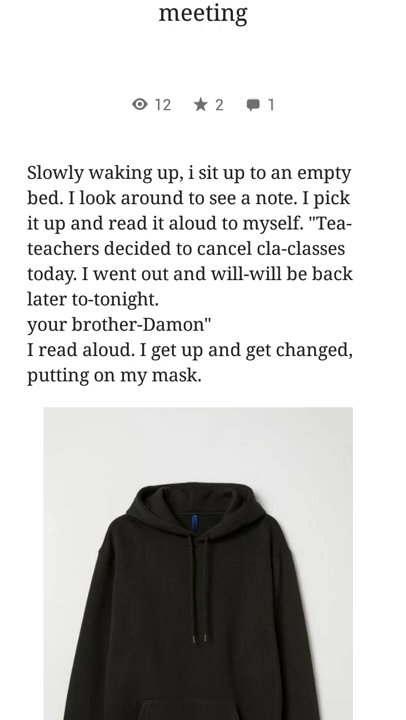 meeting
12 2 1
Slowly waking up, i sit up to an empty
bed. I look around to see a note. I pick
it up and read it aloud to myself. "Tea-
teachers decided to cancel cla-classes
today. I went out and will-will be back
later to-tonight.
your brother-Damon"
I read aloud. I get up and get changed,
putting on my mask.